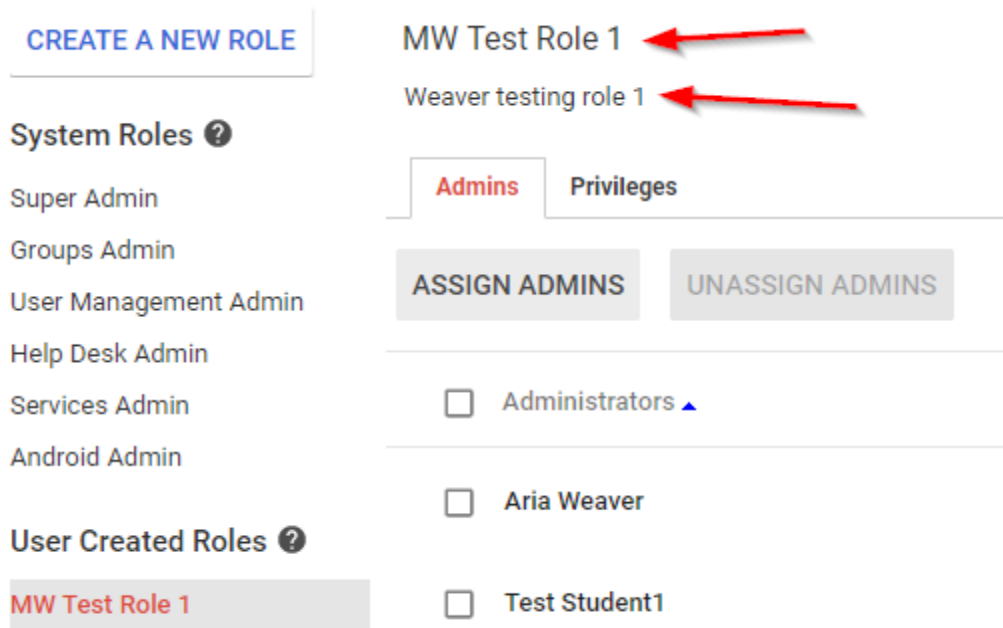 CREATE A NEW ROLE
System Roles
Super Admin
Groups Admin
User Management Admin
Help Desk Admin
Services Admin
Android Admin
User Created Roles
MW Test Role 1
MW Test Role 1
Weaver testing role 1
Admins Privileges
ASSIGN ADMINS UNASSIGN ADMINS
Administrators
Aria Weaver
Test Student1